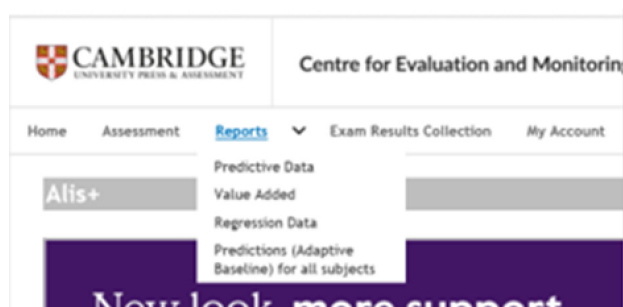 CAMBRIDGE
UNIVERSITY PRESS & ASSESSMENT
Centre for Evaluation and Monitoring
Home Assessment Reports Exam Results Collection My Account
Predictive Data
Value Added
Regression Data
Predictions (Adaptive
Baseline) for all subjects
Alis+
New look, more support